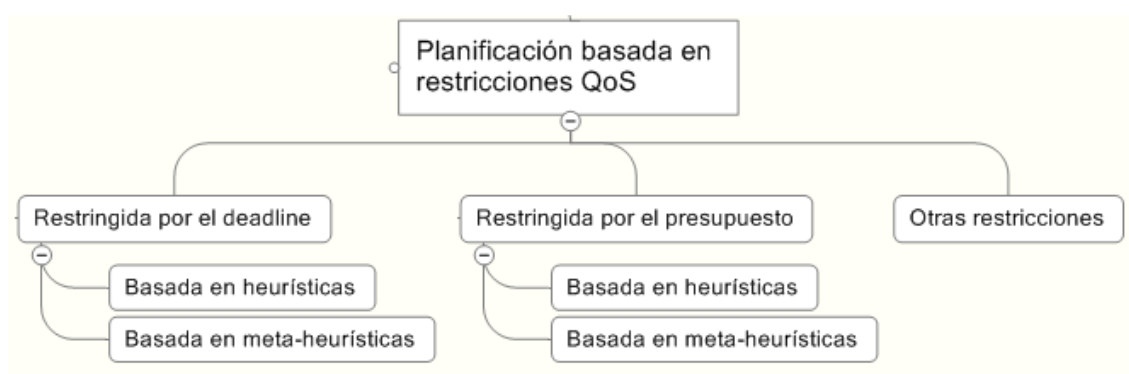 Planificación basada en
restricciones QoS
Restringida por el deadline
Restringida por el presupuesto
Otras restricciones
Basada en heurísticas
Basada en heurísticas
Basada en meta-heurísticas
Basada en meta-heurísticas